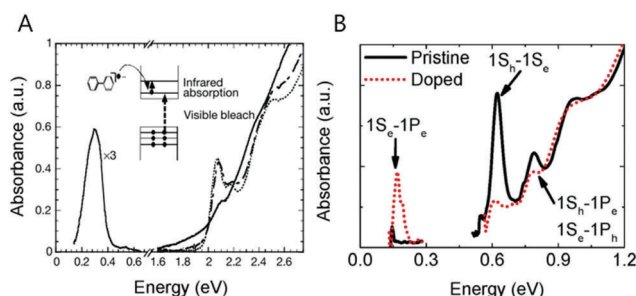 A
Absorbance (a.u.)
1
0.8
0.6
0.4
0.2
0
×3
Infrared
absorption
Visible bleach
0.2 0.4 0.6 1.6 1.8 2 2.2 2.4 2.6
Energy (eV)
B
Absorbance (a.u.)
Pristine
Doped
1Sh-1Se
1Se-1Pe
1Sh-1Pe
1Se-1Ph
0.0 0.3 0.6 0.9 1.2
Energy (eV)